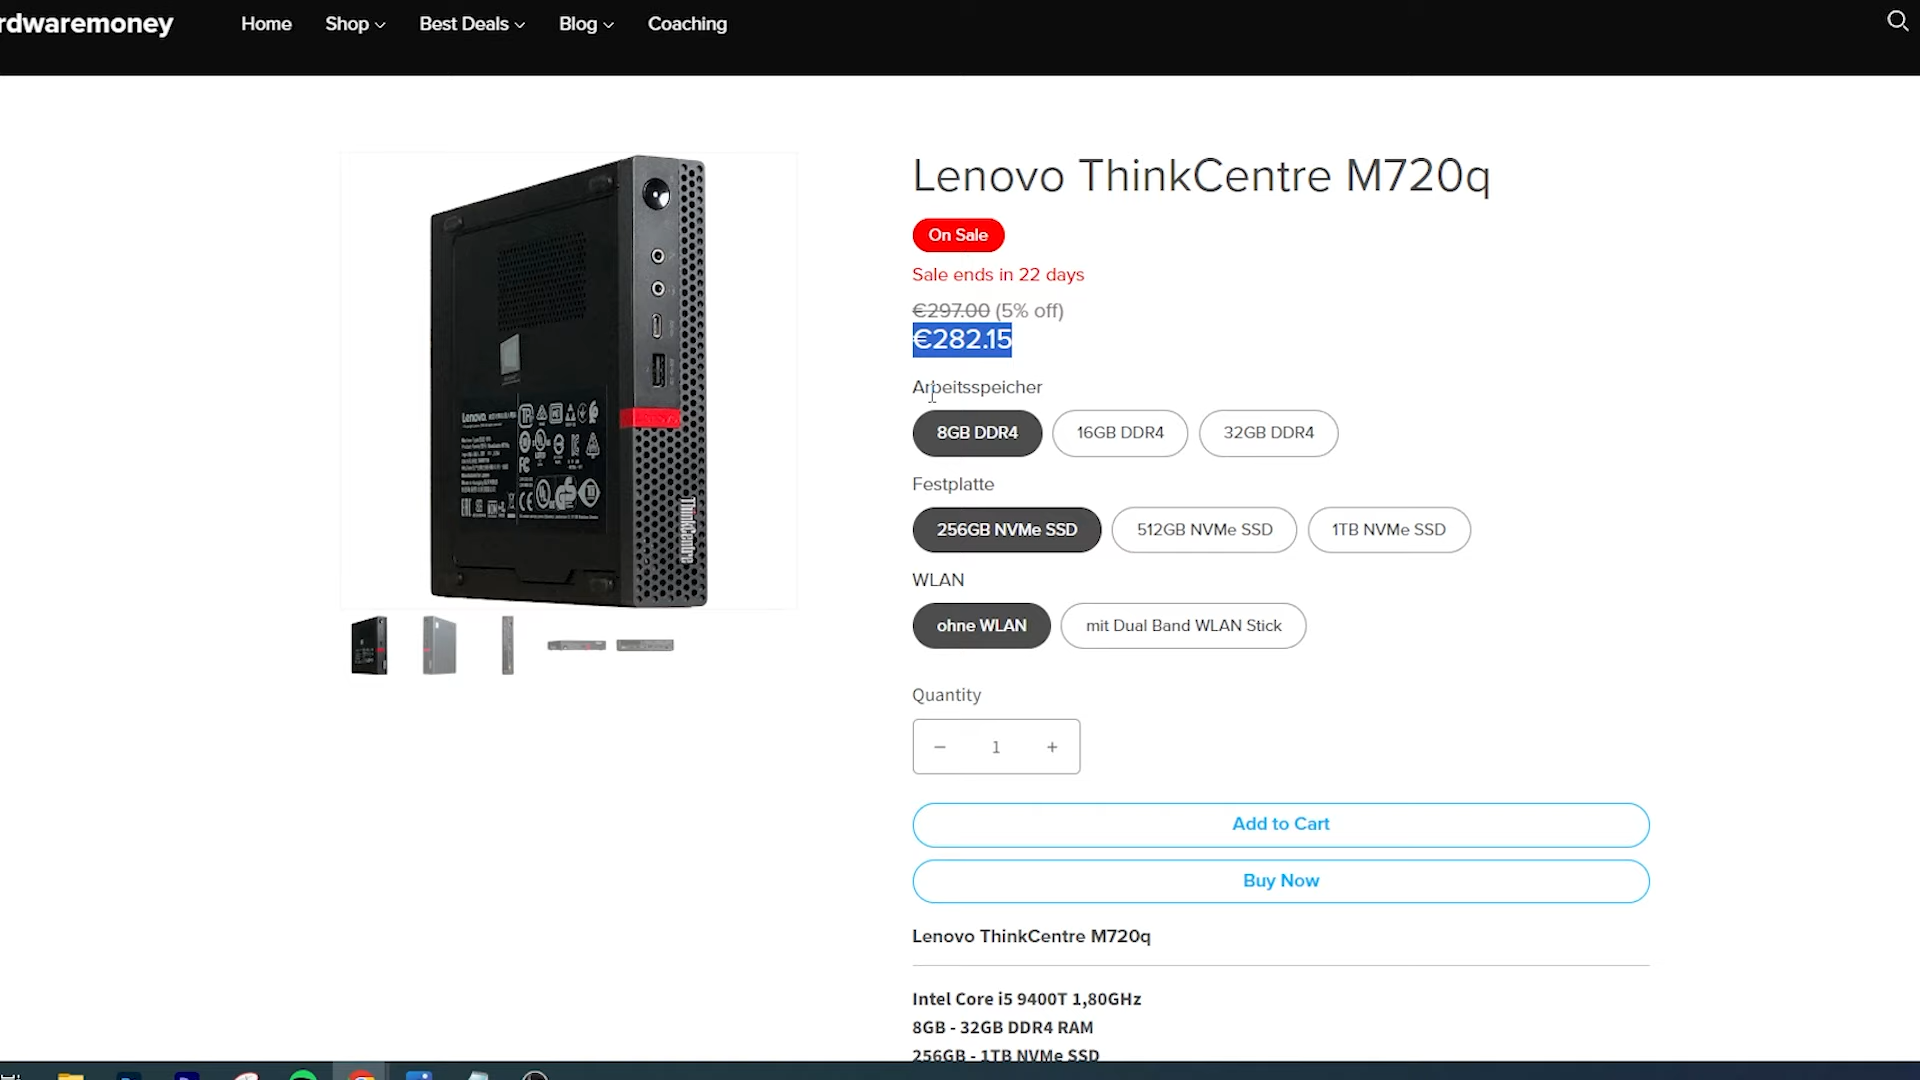 rdwaremoney
Home
Shop
Best Deals
Blog
Coaching
Lenovo ThinkCentre M720q
On Sale
Sale ends in 22 days
€297.00 (5% off)
€282.15
Arbeitsspeicher
8GB DDR4
16GB DDR4
32GB DDR4
Festplatte
256GB NVMe SSD
512GB NVMe SSD
1TB NVMe SSD
WLAN
ohne WLAN
mit Dual Band WLAN Stick
Quantity
1
Add to Cart
Buy Now
Lenovo ThinkCentre M720q
Intel Core i5 9400T 1,80GHz
8GB - 32GB DDR4 RAM
256GB - 1TB NVMe SSD
Lenovo
ThinkCentre